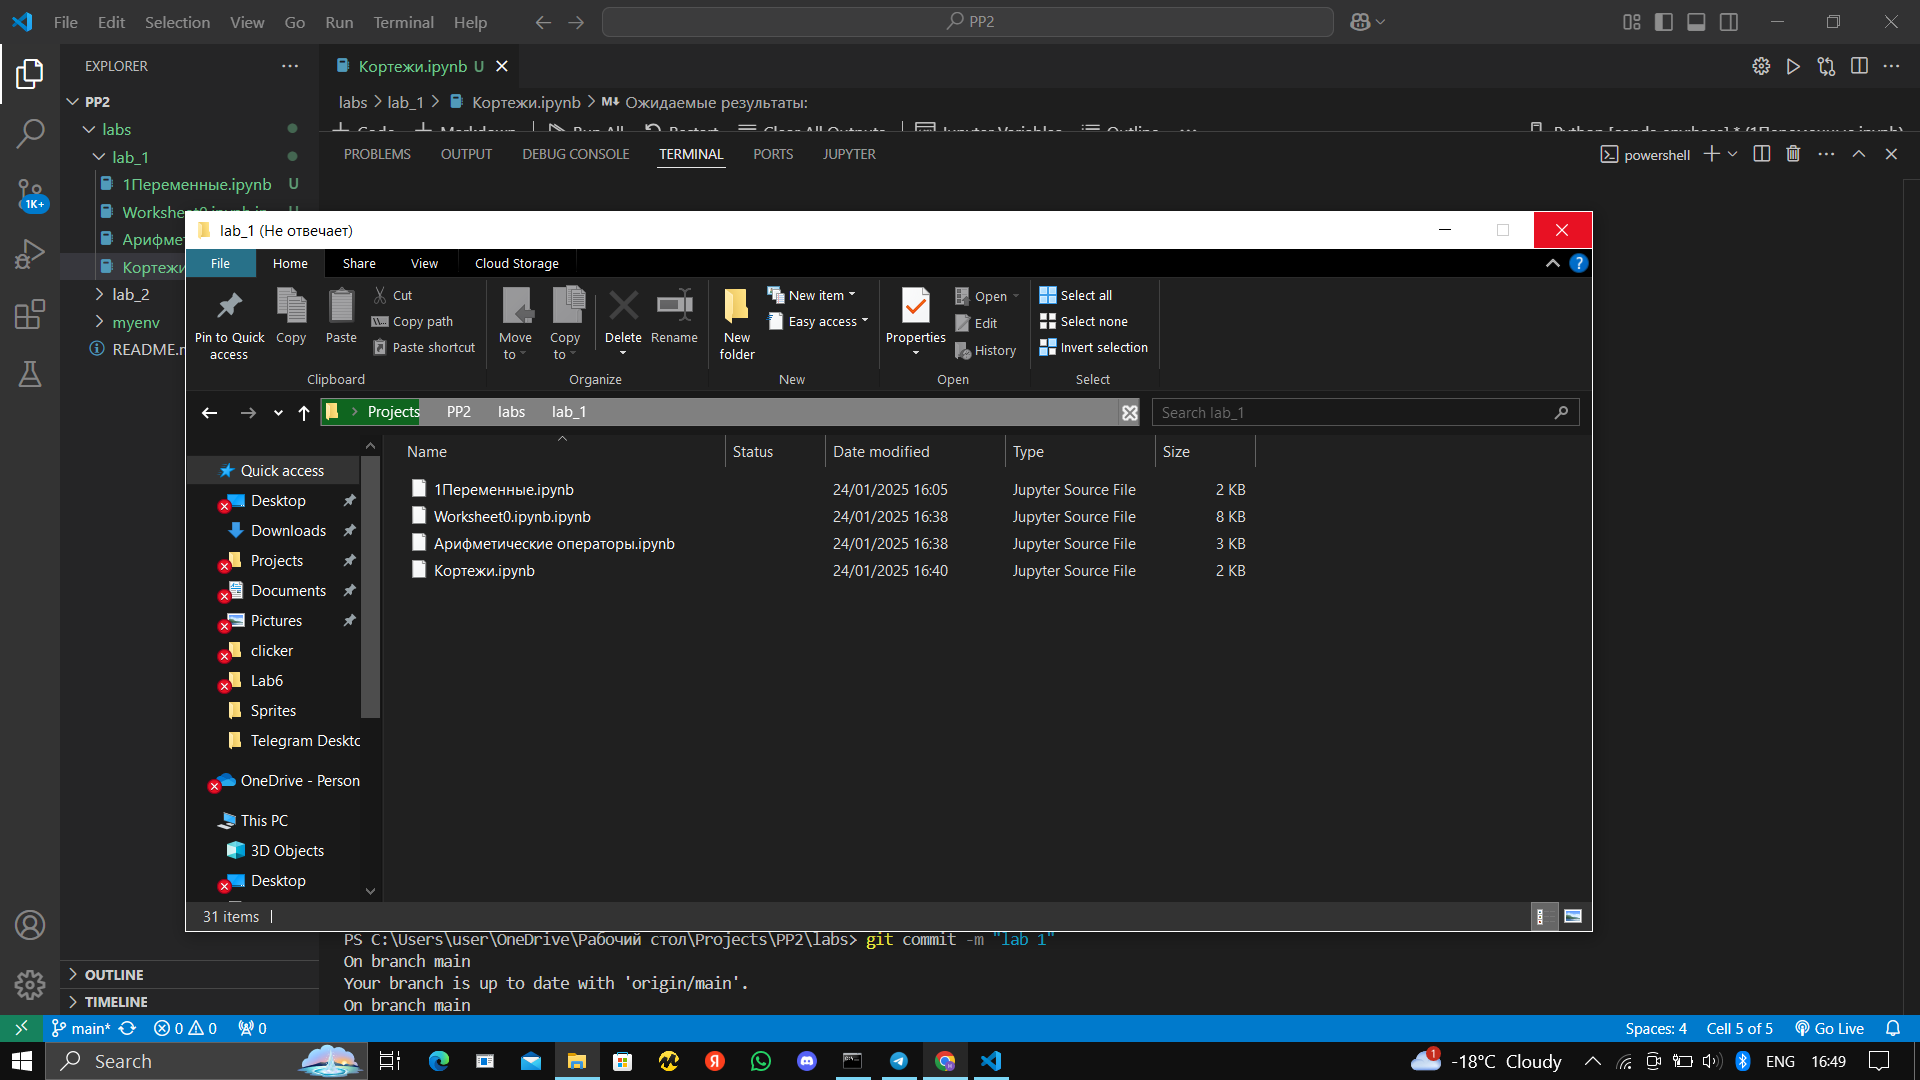 File Edit Selection View Go Run Terminal Help
PP2
EXPLORER
Кортежи.ipynb U
PP2
labs > lab_1 > Кортежи.ipynb > M↓ Ожидаемые результаты:
labs
lab_1
1Переменные.ipynb U
lab_2
myenv
1K+
PROBLEMS OUTPUT DEBUG CONSOLE TERMINAL PORTS JUPYTER
powershell
lab_1 (Не отвечает)
File Home Share View Cloud Storage
Pin to Quick access
Copy
Paste
Cut
Copy path
Paste shortcut
Clipboard
Move to
Copy to
Delete
Rename
Organize
New folder
New item
Easy access
New
Properties
Open
Edit
History
Open
Select all
Select none
Invert selection
Select
Projects PP2 labs lab_1
Search lab_1
Name Status Date modified Type Size
1Переменные.ipynb 24/01/2025 16:05 Jupyter Source File 2 KB
Worksheet0.ipynb.ipynb 24/01/2025 16:38 Jupyter Source File 8 KB
Арифметические операторы.ipynb 24/01/2025 16:38 Jupyter Source File 3 KB
Кортежи.ipynb 24/01/2025 16:40 Jupyter Source File 2 KB
Quick access
Desktop
Downloads
Projects
Documents
Pictures
clicker
Lab6
Sprites
Telegram Deskto
OneDrive - Person
This PC
3D Objects
Desktop
31 items
PS C:\Users\user\OneDrive\Рабочий стол\Projects\PP2\labs> git commit -m "lab 1"
On branch main
Your branch is up to date with 'origin/main'.
On branch main
OUTLINE
TIMELINE
main* 0 0 0
Spaces: 4 Cell 5 of 5 Go Live
Search
1 -18°C Cloudy ENG 16:49